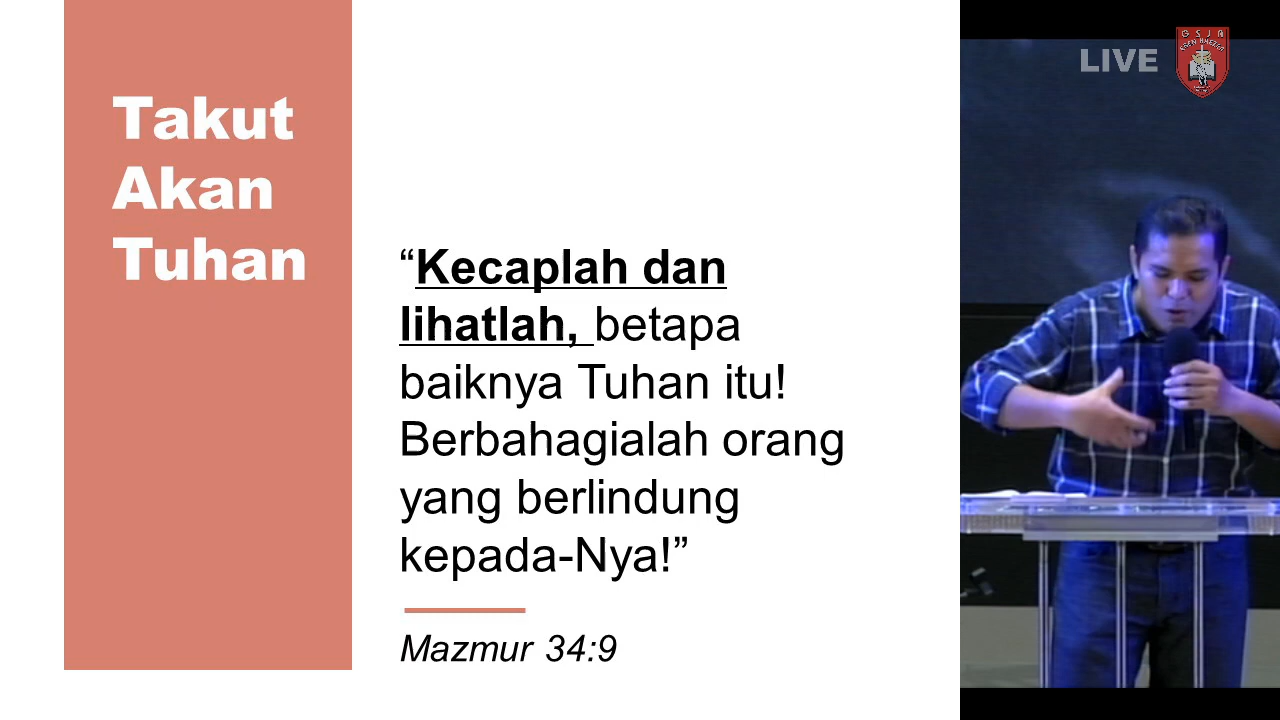 Takut
Akan
Tuhan
“Kecaplah dan
lihatlah, betapa
baiknya Tuhan itu!
Berbahagialah orang
yang berlindung
kepada-Nya!”
Mazmur 34:9
LIVE
GSJA